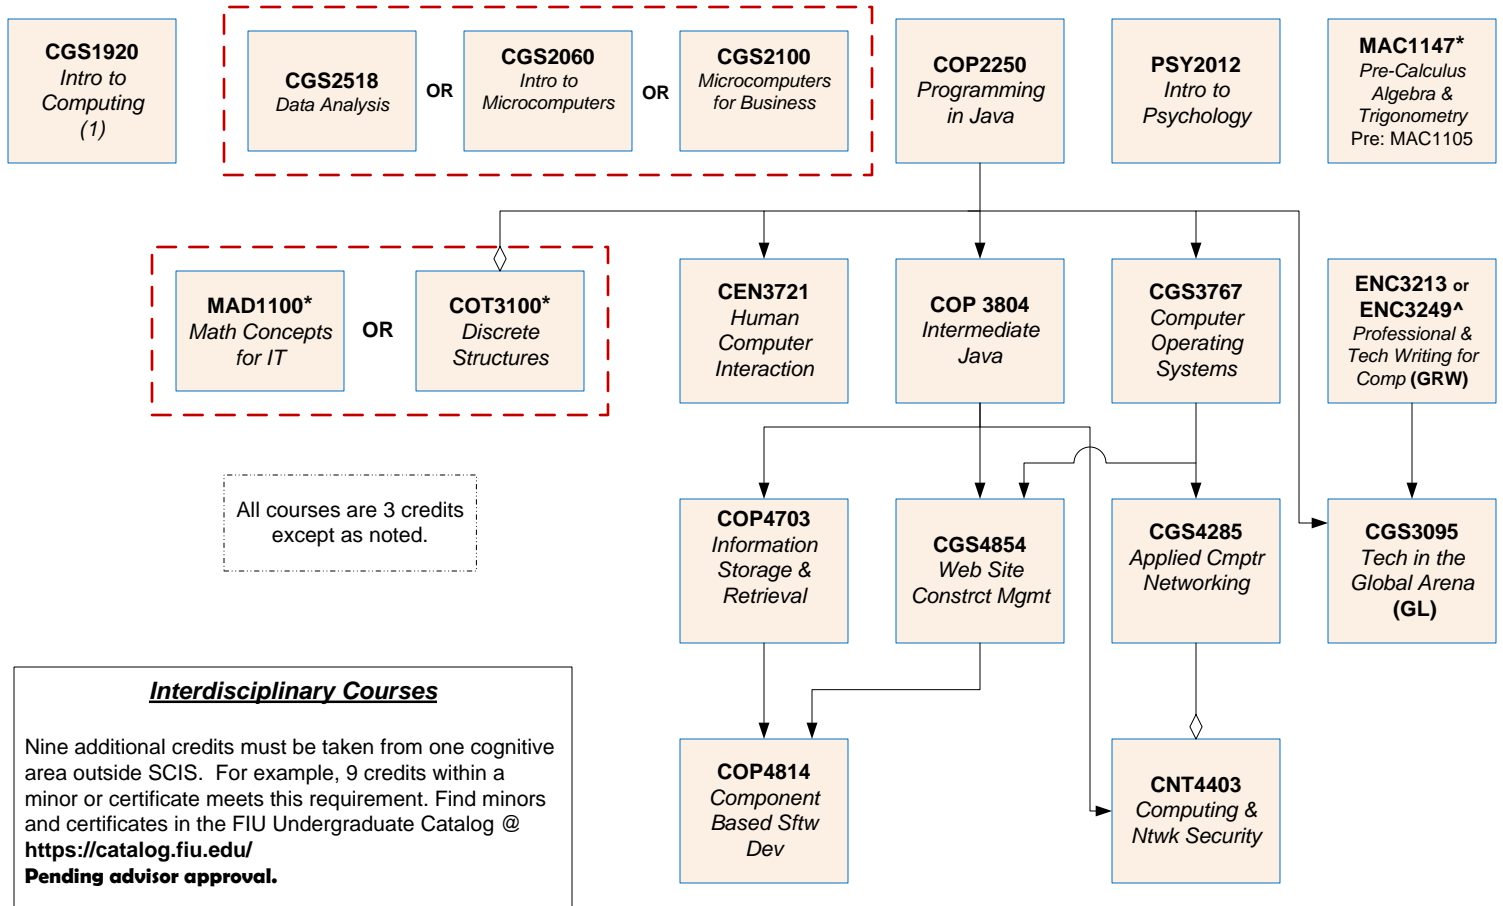 CGS1920
Intro to
Computing
(1)
CGS2518
Data Analysis
OR
CGS2060
Intro to
Microcomputers
OR
CGS2100
Microcomputers
for Business
COP2250
Programming
in Java
PSY2012
Intro to
Psychology
MAC1147*
Pre-Calculus
Algebra &
Trigonometry
Pre: MAC1105
MAD1100*
Math Concepts
for IT
OR
COT3100*
Discrete
Structures
CEN3721
Human
Computer
Interaction
COP 3804
Intermediate
Java
CGS3767
Computer
Operating
Systems
ENC3213 or
ENC3249^
Professional &
Tech Writing for
Comp (GRW)
All courses are 3 credits
except as noted.
COP4703
Information
Storage &
Retrieval
CGS4854
Web Site
Constrct Mgmt
CGS4285
Applied Cmptr
Networking
CGS3095
Tech in the
Global Arena
(GL)
Interdisciplinary Courses
Nine additional credits must be taken from one cognitive
area outside SCIS.  For example, 9 credits within a
minor or certificate meets this requirement. Find minors
and certificates in the FIU Undergraduate Catalog @
https://catalog.fiu.edu/
Pending advisor approval.
COP4814
Component
Based Sftw
Dev
CNT4403
Computing &
Ntwk Security